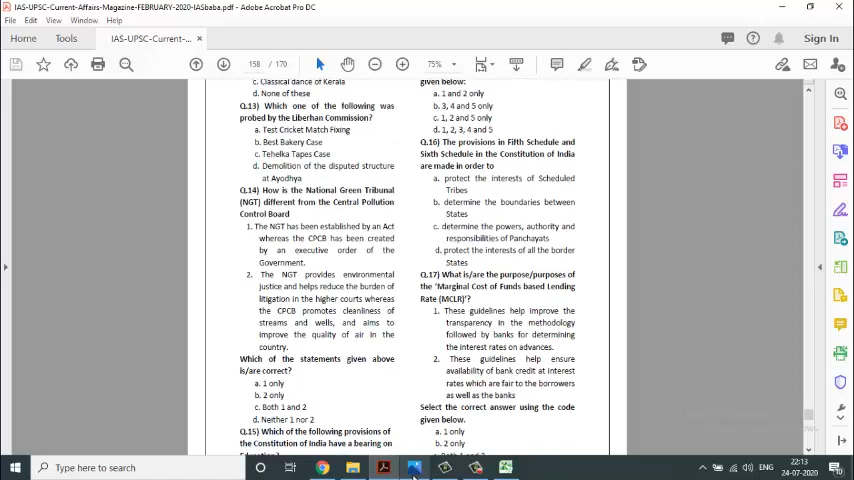 IAS-UPSC-Current-Affairs-Magazine-FEBRUARY-2020-IASbaba.pdf - Adobe Acrobat Pro DC
File Edit View Window Help
Home Tools IAS-UPSC-Current-... × Sign In
158 / 170 75%
c. Classical dance of Kerala
d. None of these
Q.13) Which one of the following was
probed by the Liberhan Commission?
a. Test Cricket Match Fixing
b. Best Bakery Case
c. Tehelka Tapes Case
d. Demolition of the disputed structure
at Ayodhya
Q.14) How is the National Green Tribunal
(NGT) different from the Central Pollution
Control Board
1. The NGT has been established by an Act
whereas the CPCB has been created
by an executive order of the
Government.
2. The NGT provides environmental
justice and helps reduce the burden of
litigation in the higher courts whereas
the CPCB promotes cleanliness of
streams and wells, and aims to
improve the quality of air in the
country.
Which of the statements given above
is/are correct?
a. 1 only
b. 2 only
c. Both 1 and 2
d. Neither 1 nor 2
Q.15) Which of the following provisions of
the Constitution of India have a bearing on
Education?
given below:
a. 1 and 2 only
b. 3, 4 and 5 only
c. 1, 2 and 5 only
d. 1, 2, 3, 4 and 5
Q.16) The provisions in Fifth Schedule and
Sixth Schedule in the Constitution of India
are made in order to
a. protect the interests of Scheduled
Tribes
b. determine the boundaries between
States
c. determine the powers, authority and
responsibilities of Panchayats
d. protect the interests of all the border
States
Q.17) What is/are the purpose/purposes of
the ‘Marginal Cost of Funds based Lending
Rate (MCLR)’?
1. These guidelines help improve the
transparency in the methodology
followed by banks for determining
the interest rates on advances.
2. These guidelines help ensure
availability of bank credit at interest
rates which are fair to the borrowers
as well as the banks
Select the correct answer using the code
given below.
a. 1 only
b. 2 only
c. Both 1 and 2
Type here to search
ENG
22:13
24-07-2020
10